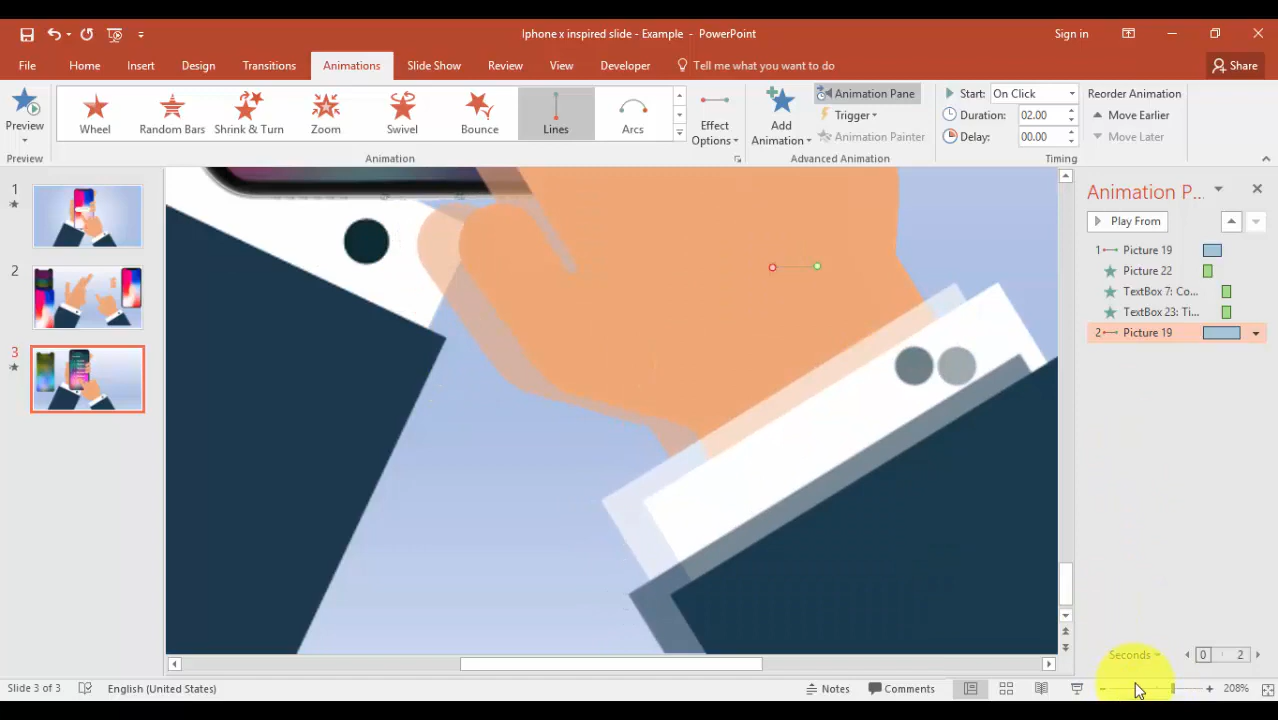 Iphone x inspired slide - Example - PowerPoint
Sign in
File Home Insert Design Transitions Animations Slide Show Review View Developer Tell me what you want to do Share
Preview
Wheel Random Bars Shrink & Turn Zoom Swivel Bounce Lines Arcs
Effect Options
Add Animation
Animation Pane
Trigger
Animation Painter
Start: On Click
Duration: 02.00
Delay: 00.00
Reorder Animation
Move Earlier
Move Later
Preview Animation Advanced Animation Timing
1
2
3
Animation P...
Play From
1 Picture 19
Picture 22
TextBox 7: Co...
TextBox 23: Ti...
2 Picture 19
Seconds 0 2
Slide 3 of 3 English (United States) Notes Comments 208%